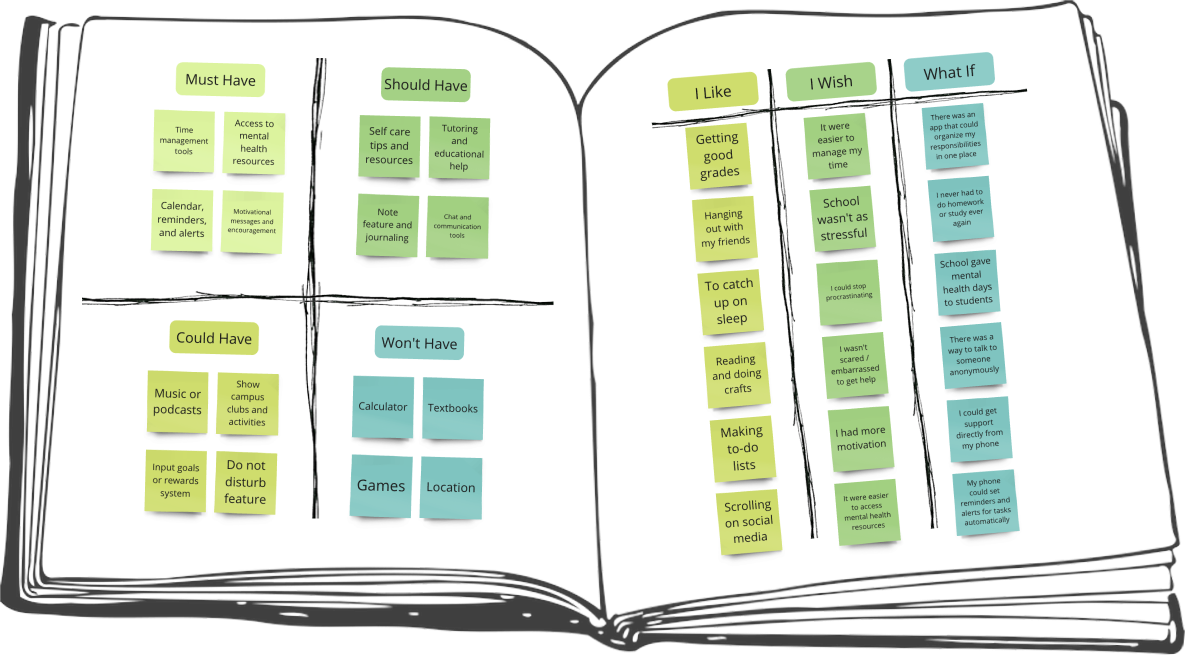 Must Have
Time
management
tools
Access to
mental
health
resources
Calendar,
reminders,
and alerts
Motivational
messages and
encouragement
Should Have
Self care
tips and
resources
Tutoring
and
educational
help
Note
feature and
journaling
Chat and
communication
tools
Could Have
Music or
podcasts
Show
campus
clubs and
activities
Input goals
or rewards
system
Do not
disturb
feature
Won't Have
Calculator
Textbooks
Games
Location
I Like
Getting
good
grades
Hanging
out with
my friends
To catch
up on
sleep
Reading
and doing
crafts
Making
to-do
lists
Scrolling
on social
media
I Wish
It were
easier to
manage my
time
School
wasn't as
stressful
I could stop
procrastinating
I wasn't
scared /
embarrassed
to get help
I had more
motivation
It were easier
to access
mental health
resources
What If
There was an
app that could
organize my
responsibilities
in one place
I never had to
do homework
or study ever
again
School gave
mental
health days
to students
There was a
way to talk to
someone
anonymously
I could get
support
directly from
my phone
My phone
could set
reminders and
alerts for tasks
automatically